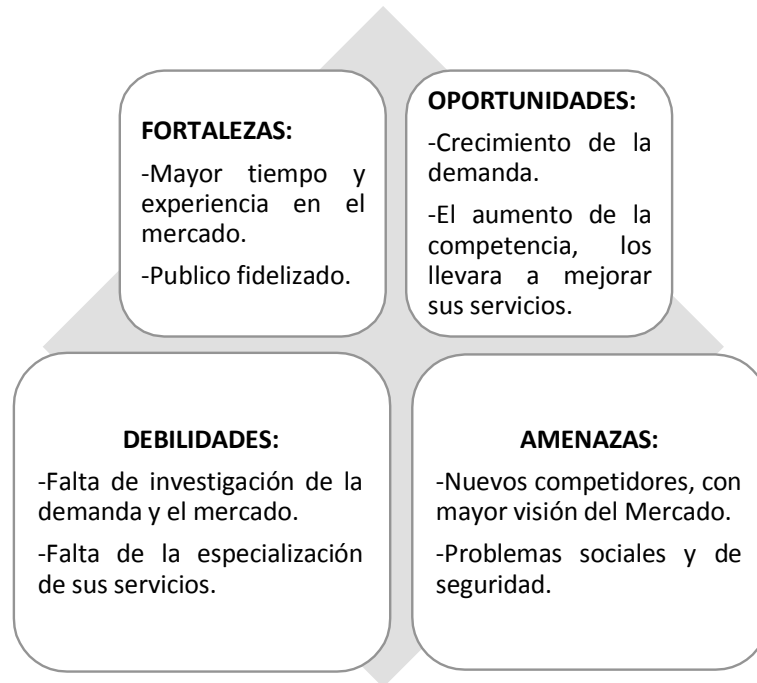 FORTALEZAS:
-Mayor tiempo y
experiencia en el
mercado.
-Publico fidelizado.
OPORTUNIDADES:
-Crecimiento de la
demanda.
-El aumento de la
competencia, los
llevara a mejorar
sus servicios.
DEBILIDADES:
-Falta de investigación de la
demanda y el mercado.
-Falta de la especialización
de sus servicios.
AMENAZAS:
-Nuevos competidores, con
mayor visión del Mercado.
-Problemas sociales y de
seguridad.